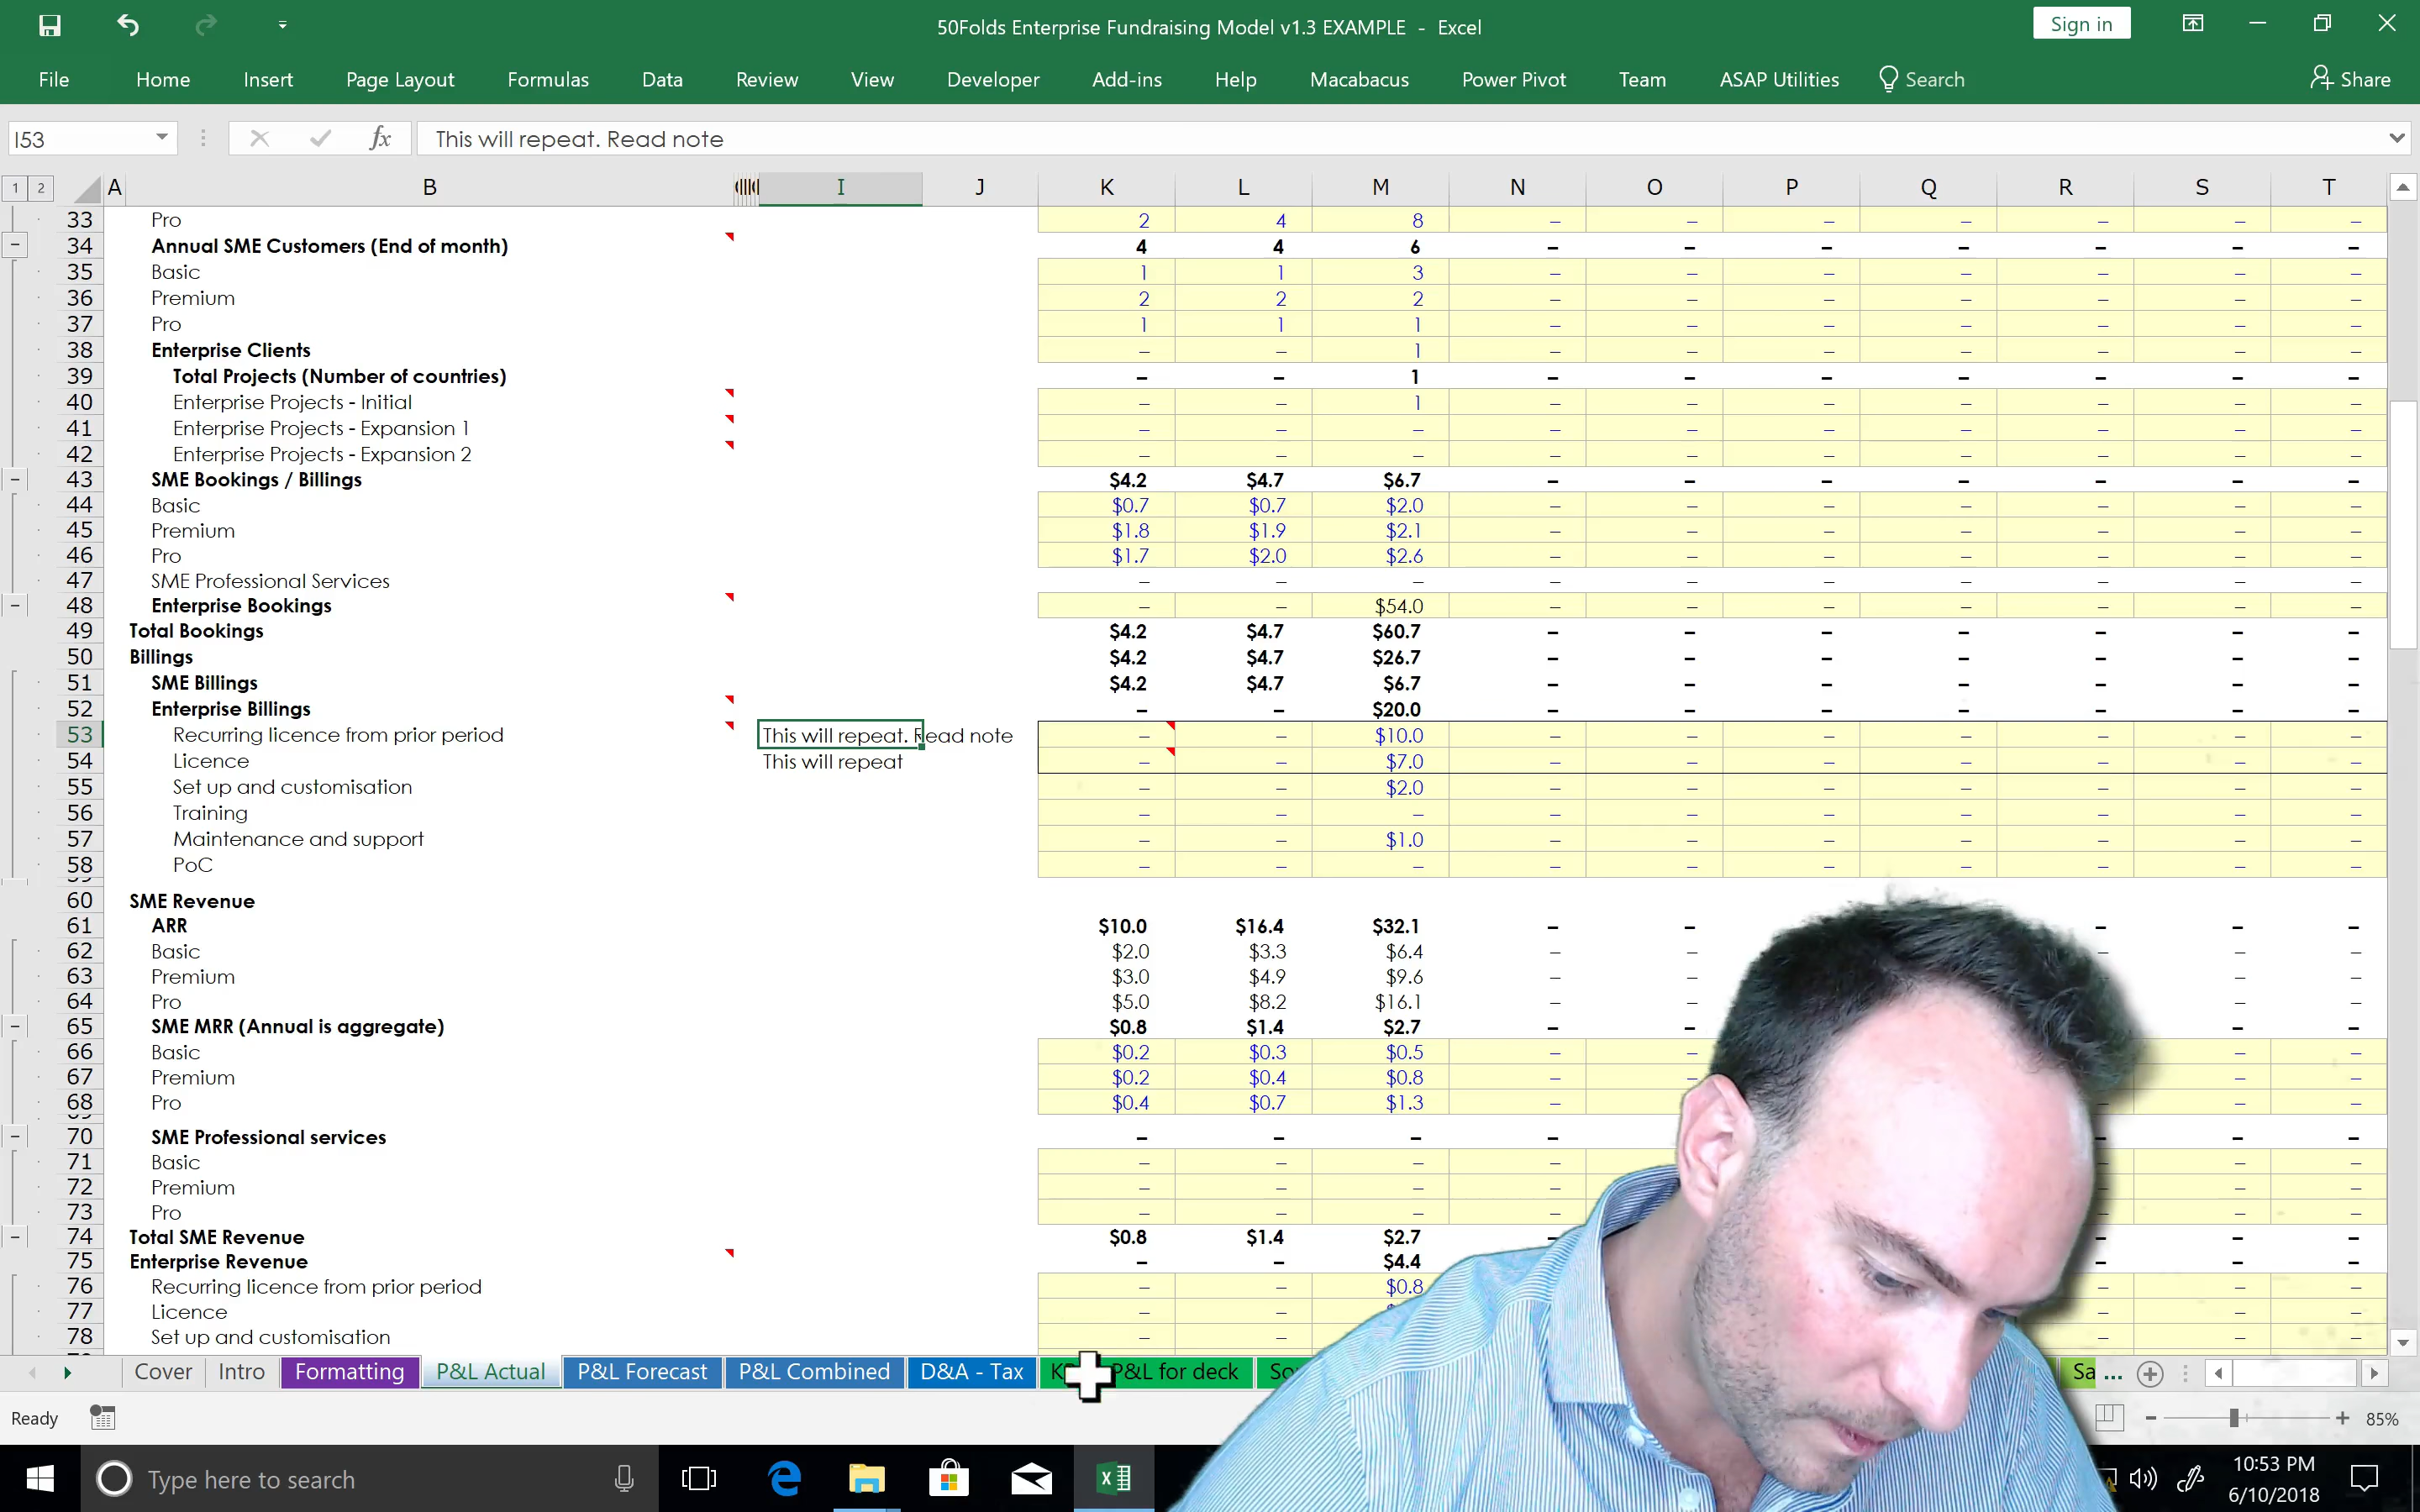 50Folds Enterprise Fundraising Model v1.3 EXAMPLE - Excel
Sign in
File Home Insert Page Layout Formulas Data Review View Developer Add-ins Help Macabacus Power Pivot Team ASAP Utilities Search Share
I53 fx This will repeat. Read note
1 2 A B I J K L M N O P Q R S T
33 Pro 2 4 8 – – – – – – –
34 Annual SME Customers (End of month) 4 4 6 – – – – – – –
35 Basic 1 1 3 – – – – – – –
36 Premium 2 2 2 – – – – – – –
37 Pro 1 1 1 – – – – – – –
38 Enterprise Clients – – 1 – – – – – – –
39 Total Projects (Number of countries) – – 1 – – – – – – –
40 Enterprise Projects - Initial – – 1 – – – – – – –
41 Enterprise Projects - Expansion 1 – – – – – – – – – –
42 Enterprise Projects - Expansion 2 – – – – – – – – – –
43 SME Bookings / Billings $4.2 $4.7 $6.7 – – – – – – –
44 Basic $0.7 $0.7 $2.0 – – – – – – –
45 Premium $1.8 $1.9 $2.1 – – – – – – –
46 Pro $1.7 $2.0 $2.6 – – – – – – –
47 SME Professional Services – – – – – – – – – –
48 Enterprise Bookings – – $54.0 – – – – – – –
49 Total Bookings $4.2 $4.7 $60.7 – – – – – – –
50 Billings $4.2 $4.7 $26.7 – – – – – – –
51 SME Billings $4.2 $4.7 $6.7 – – – – – – –
52 Enterprise Billings – – $20.0 – – – – – – –
53 Recurring licence from prior period This will repeat. Read note – – $10.0 – – – – – – –
54 Licence This will repeat – – $7.0 – – – – – – –
55 Set up and customisation – – $2.0 – – – – – – –
56 Training – – – – – – – – – –
57 Maintenance and support – – $1.0 – – – – – – –
58 PoC – – – – – – – – – –
60 SME Revenue
61 ARR $10.0 $16.4 $32.1 – – – – –
62 Basic $2.0 $3.3 $6.4 – – – – –
63 Premium $3.0 $4.9 $9.6 – – – – –
64 Pro $5.0 $8.2 $16.1 – – – – –
65 SME MRR (Annual is aggregate) $0.8 $1.4 $2.7 – – – – –
66 Basic $0.2 $0.3 $0.5 – – – –
67 Premium $0.2 $0.4 $0.8 – – – –
68 Pro $0.4 $0.7 $1.3 – – – –
70 SME Professional services – – – – – – –
71 Basic – – – – – – –
72 Premium – – – – – – –
73 Pro – – – – – – –
74 Total SME Revenue $0.8 $1.4 $2.7 – – – –
75 Enterprise Revenue – – $4.4 – – –
76 Recurring licence from prior period – – $0.8 – – –
77 Licence – – – – –
78 Set up and customisation – – – – –
Cover Intro Formatting P&L Actual P&L Forecast P&L Combined D&A - Tax P&L for deck Sa ...
Ready 85%
Type here to search 10:53 PM
6/10/2018